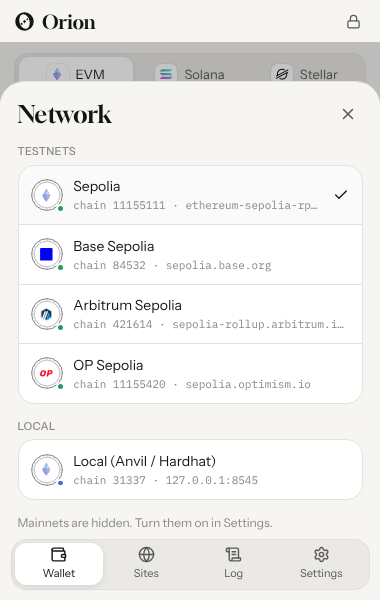 Orion
EVM
Solana
Stellar
Network
TESTNETS
Sepolia
chain 11155111 · ethereum-sepolia-rp…
Base Sepolia
chain 84532 · sepolia.base.org
Arbitrum Sepolia
chain 421614 · sepolia-rollup.arbitrum.i…
OP
OP Sepolia
chain 11155420 · sepolia.optimism.io
LOCAL
Local (Anvil / Hardhat)
chain 31337 · 127.0.0.1:8545
Mainnets are hidden. Turn them on in Settings.
Wallet
Sites
Log
Settings